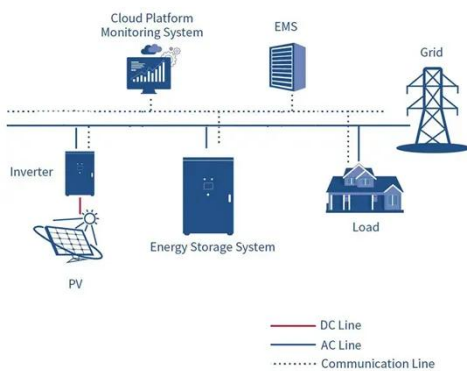 Cloud Platform
Monitoring System
EMS
Grid
Inverter
Energy Storage System
Load
PV
DC Line
AC Line
Communication Line